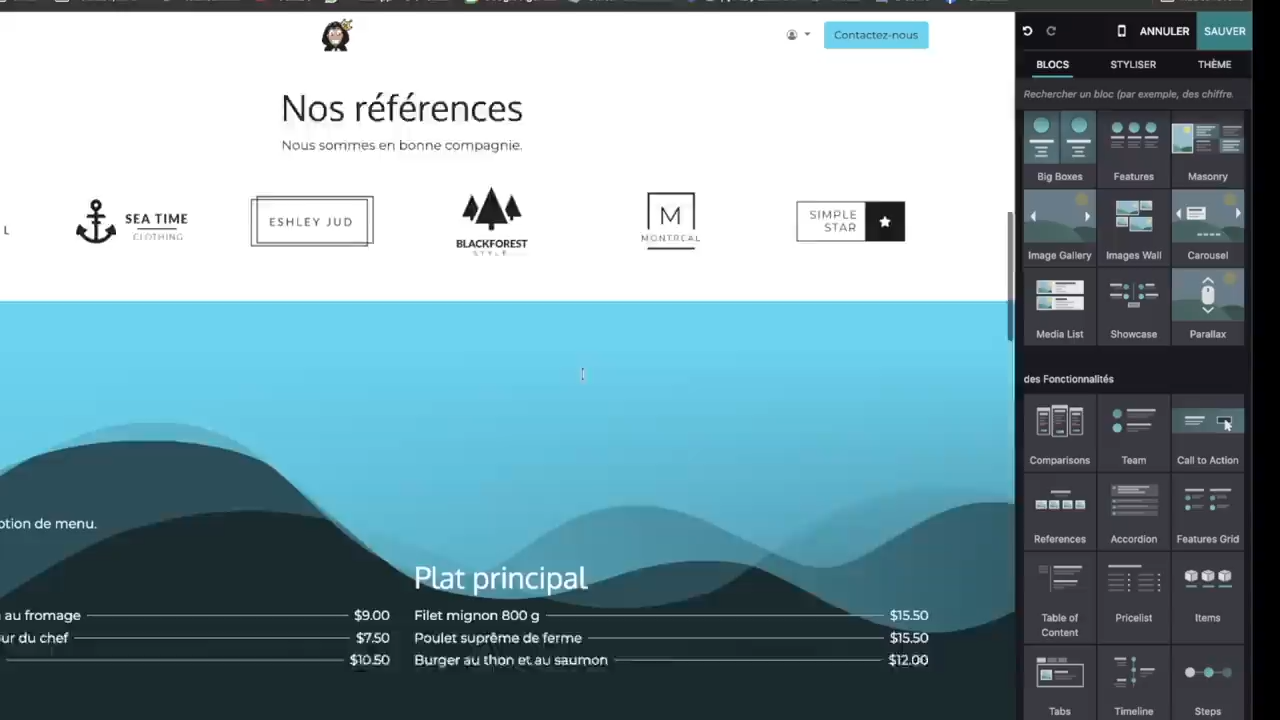 Contactez-nous
ANNULER
SAUVER
BLOCS
STYLISER
THÈME
Rechercher un bloc (par exemple, des chiffre.
Nos références
Nous sommes en bonne compagnie.
L
SEA TIME
CLOTHING
ESHLEY JUD
BLACKFOREST
STYLE
M
MONTREAL
SIMPLE
STAR
ption de menu.
Plat principal
au fromage $9.00
ur du chef $7.50
$10.50
Filet mignon 800 g $15.50
Poulet suprême de ferme $15.50
Burger au thon et au saumon $12.00
Big Boxes
Features
Masonry
Image Gallery
Images Wall
Carousel
Media List
Showcase
Parallax
des Fonctionnalités
Comparisons
Team
Call to Action
References
Accordion
Features Grid
Table of
Content
Pricelist
Items
Tabs
Timeline
Steps